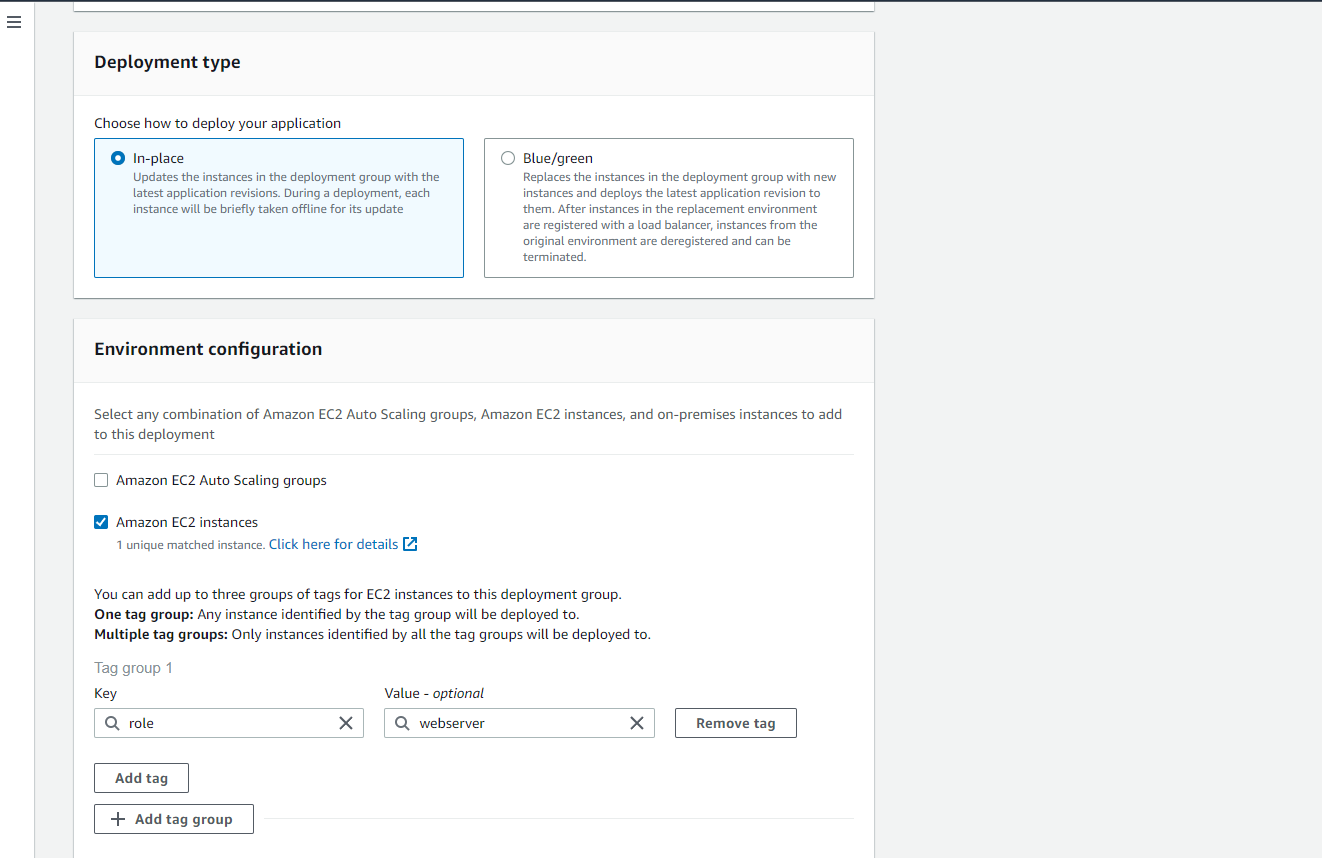 Deployment type
Choose how to deploy your application
In-place
Updates the instances in the deployment group with the
latest application revisions. During a deployment, each
instance will be briefly taken offline for its update
Blue/green
Replaces the instances in the deployment group with new
instances and deploys the latest application revision to
them. After instances in the replacement environment
are registered with a load balancer, instances from the
original environment are deregistered and can be
terminated.
Environment configuration
Select any combination of Amazon EC2 Auto Scaling groups, Amazon EC2 instances, and on-premises instances to add
to this deployment
Amazon EC2 Auto Scaling groups
Amazon EC2 instances
1 unique matched instance. Click here for details
You can add up to three groups of tags for EC2 instances to this deployment group.
One tag group: Any instance identified by the tag group will be deployed to.
Multiple tag groups: Only instances identified by all the tag groups will be deployed to.
Tag group 1
Key
Value - optional
role
webserver
Remove tag
Add tag
Add tag group